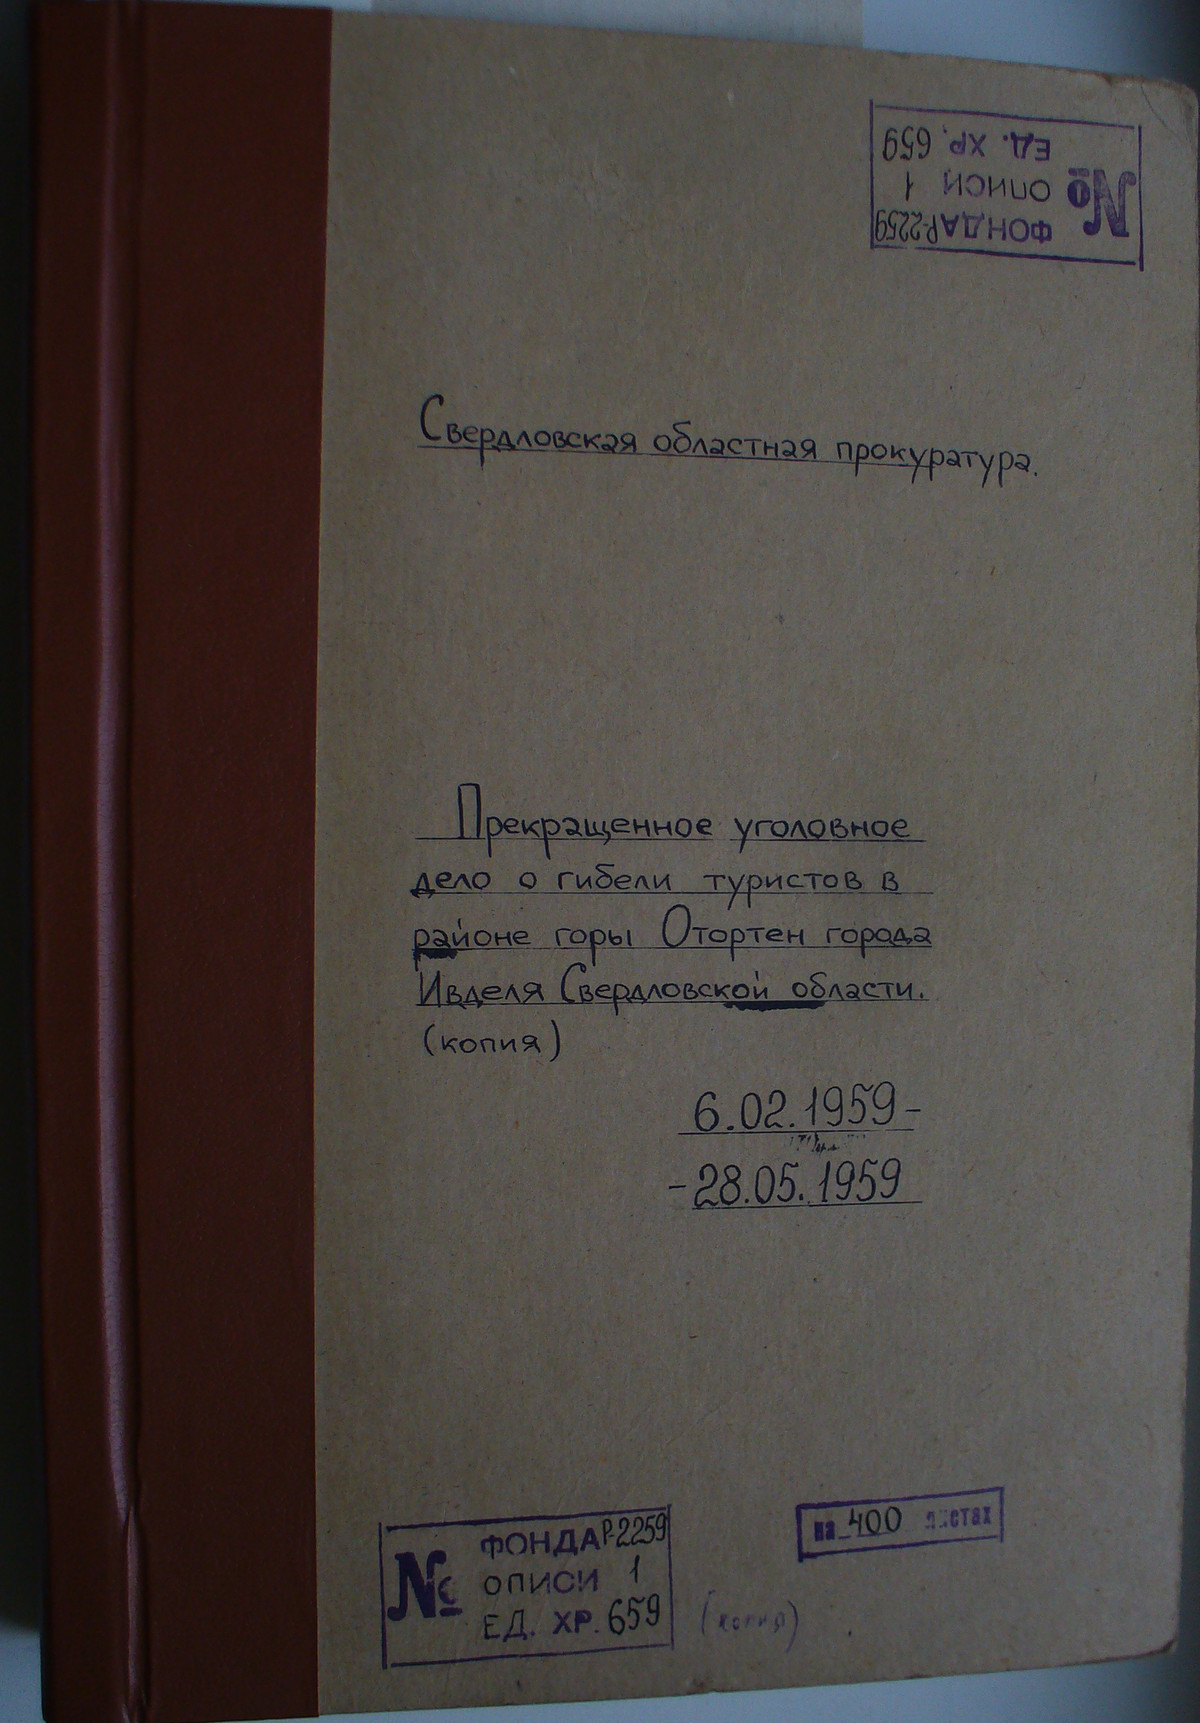 № ФОНДА Р-2259
ОПИСИ 1
ЕД. ХР. 659
Свердловская областная прокуратура.
Прекращенное уголовное
дело о гибели туристов в
районе горы Отортен города
Ивделя Свердловской области.
(копия)
6.02.1959-
-28.05.1959
№ ФОНДА Р-2259
ОПИСИ 1
ЕД. ХР. 659
на 400 листах
(копия)